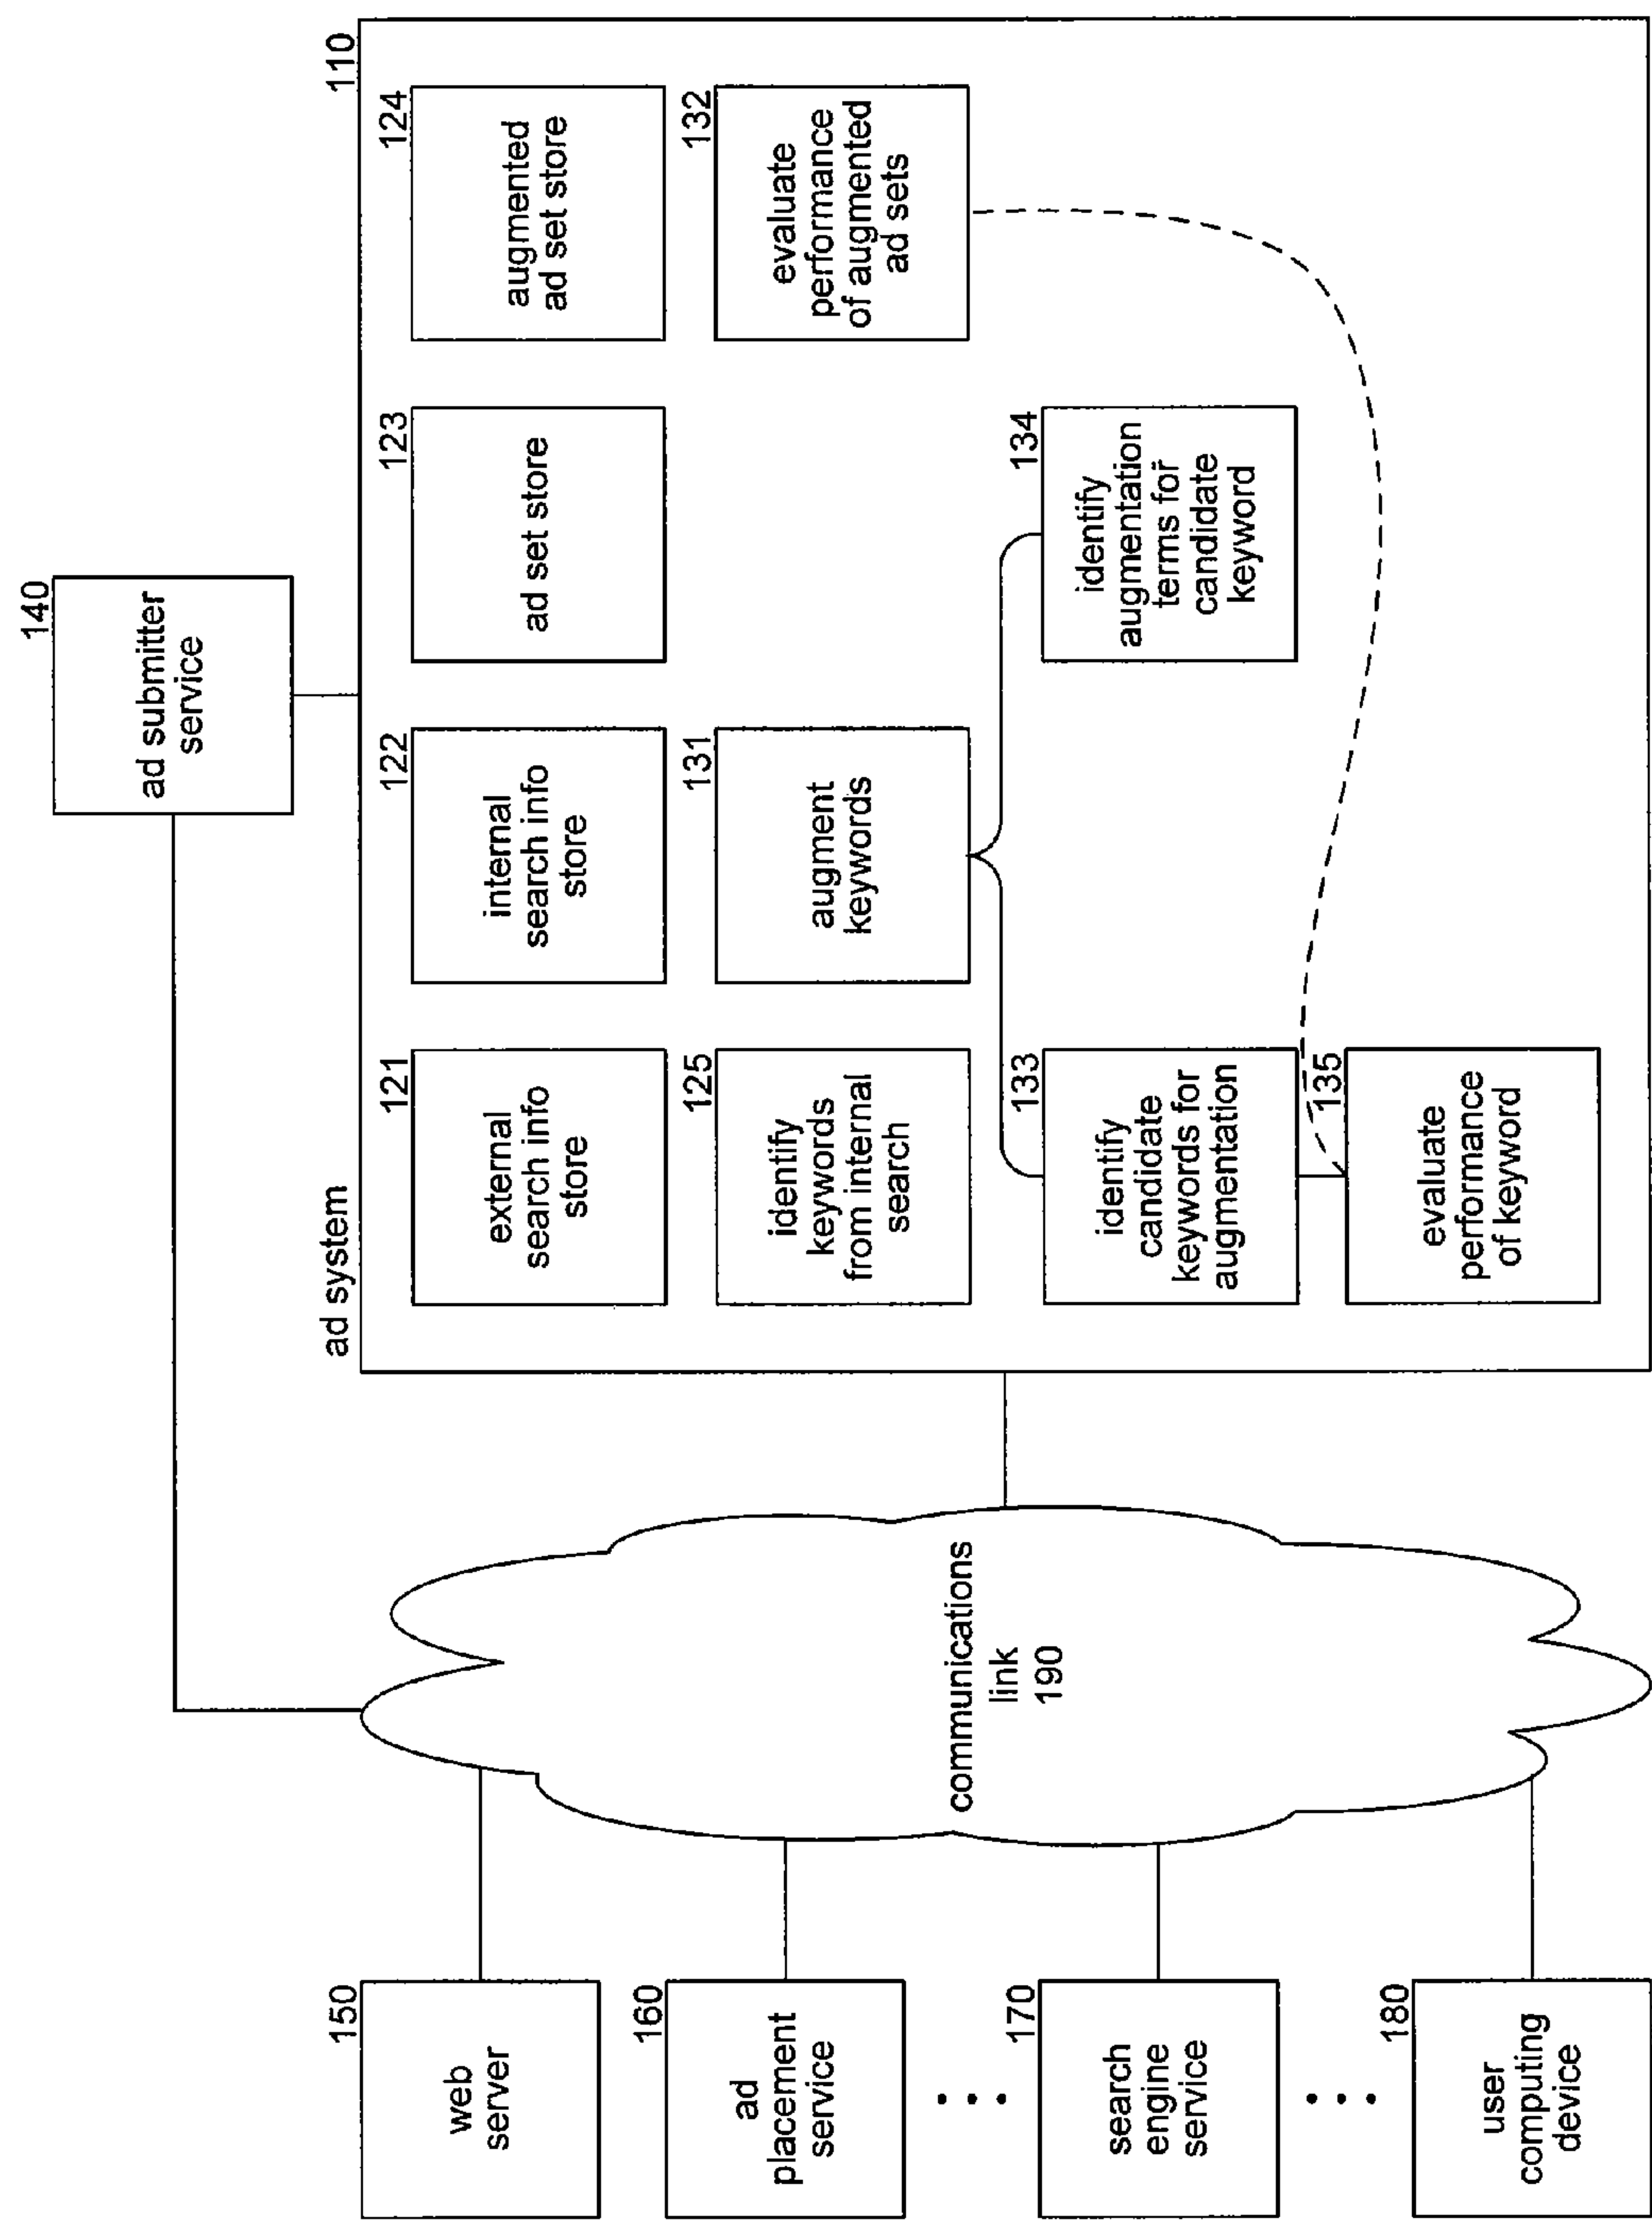 140
ad submitter
service
ad system
110
121
external
search info
store
122
internal
search info
store
123
ad set store
124
augmented
ad set store
125
identify
keywords
from internal
search
131
augment
keywords
132
evaluate
performance
of augmented
ad sets
133
identify
candidate
keywords for
augmentation
134
identify
augmentation
terms for
candidate
keyword
135
evaluate
performance
of keyword
communications
link
190
150
web
server
160
ad
placement
service
170
search
engine
service
180
user
computing
device